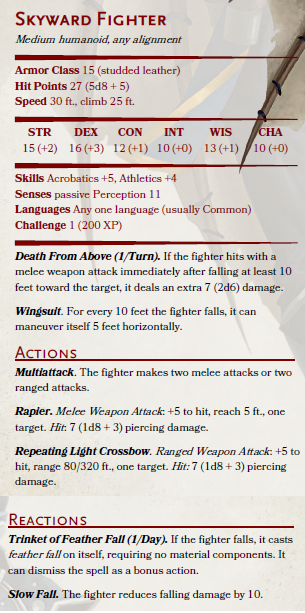 Skyward Fighter
Medium humanoid, any alignment
Armor Class 15 (studded leather)
Hit Points 27 (5d8 + 5)
Speed 30 ft., climb 25 ft.
STR DEX CON INT WIS CHA
15 (+2) 16 (+3) 12 (+1) 10 (+0) 13 (+1) 10 (+0)
Skills Acrobatics +5, Athletics +4
Senses passive Perception 11
Languages Any one language (usually Common)
Challenge 1 (200 XP)
Death From Above (1/Turn). If the fighter hits with a
melee weapon attack immediately after falling at least 10
feet toward the target, it deals an extra 7 (2d6) damage.
Wingsuit. For every 10 feet the fighter falls, it can
maneuver itself 5 feet horizontally.
Actions
Multiattack. The fighter makes two melee attacks or two
ranged attacks.
Rapier. Melee Weapon Attack: +5 to hit, reach 5 ft., one
target. Hit: 7 (1d8 + 3) piercing damage.
Repeating Light Crossbow. Ranged Weapon Attack: +5 to
hit, range 80/320 ft., one target. Hit: 7 (1d8 + 3) piercing
damage.
Reactions
Trinket of Feather Fall (1/Day). If the fighter falls, it casts
feather fall on itself, requiring no material components. It
can dismiss the spell as a bonus action.
Slow Fall. The fighter reduces falling damage by 10.